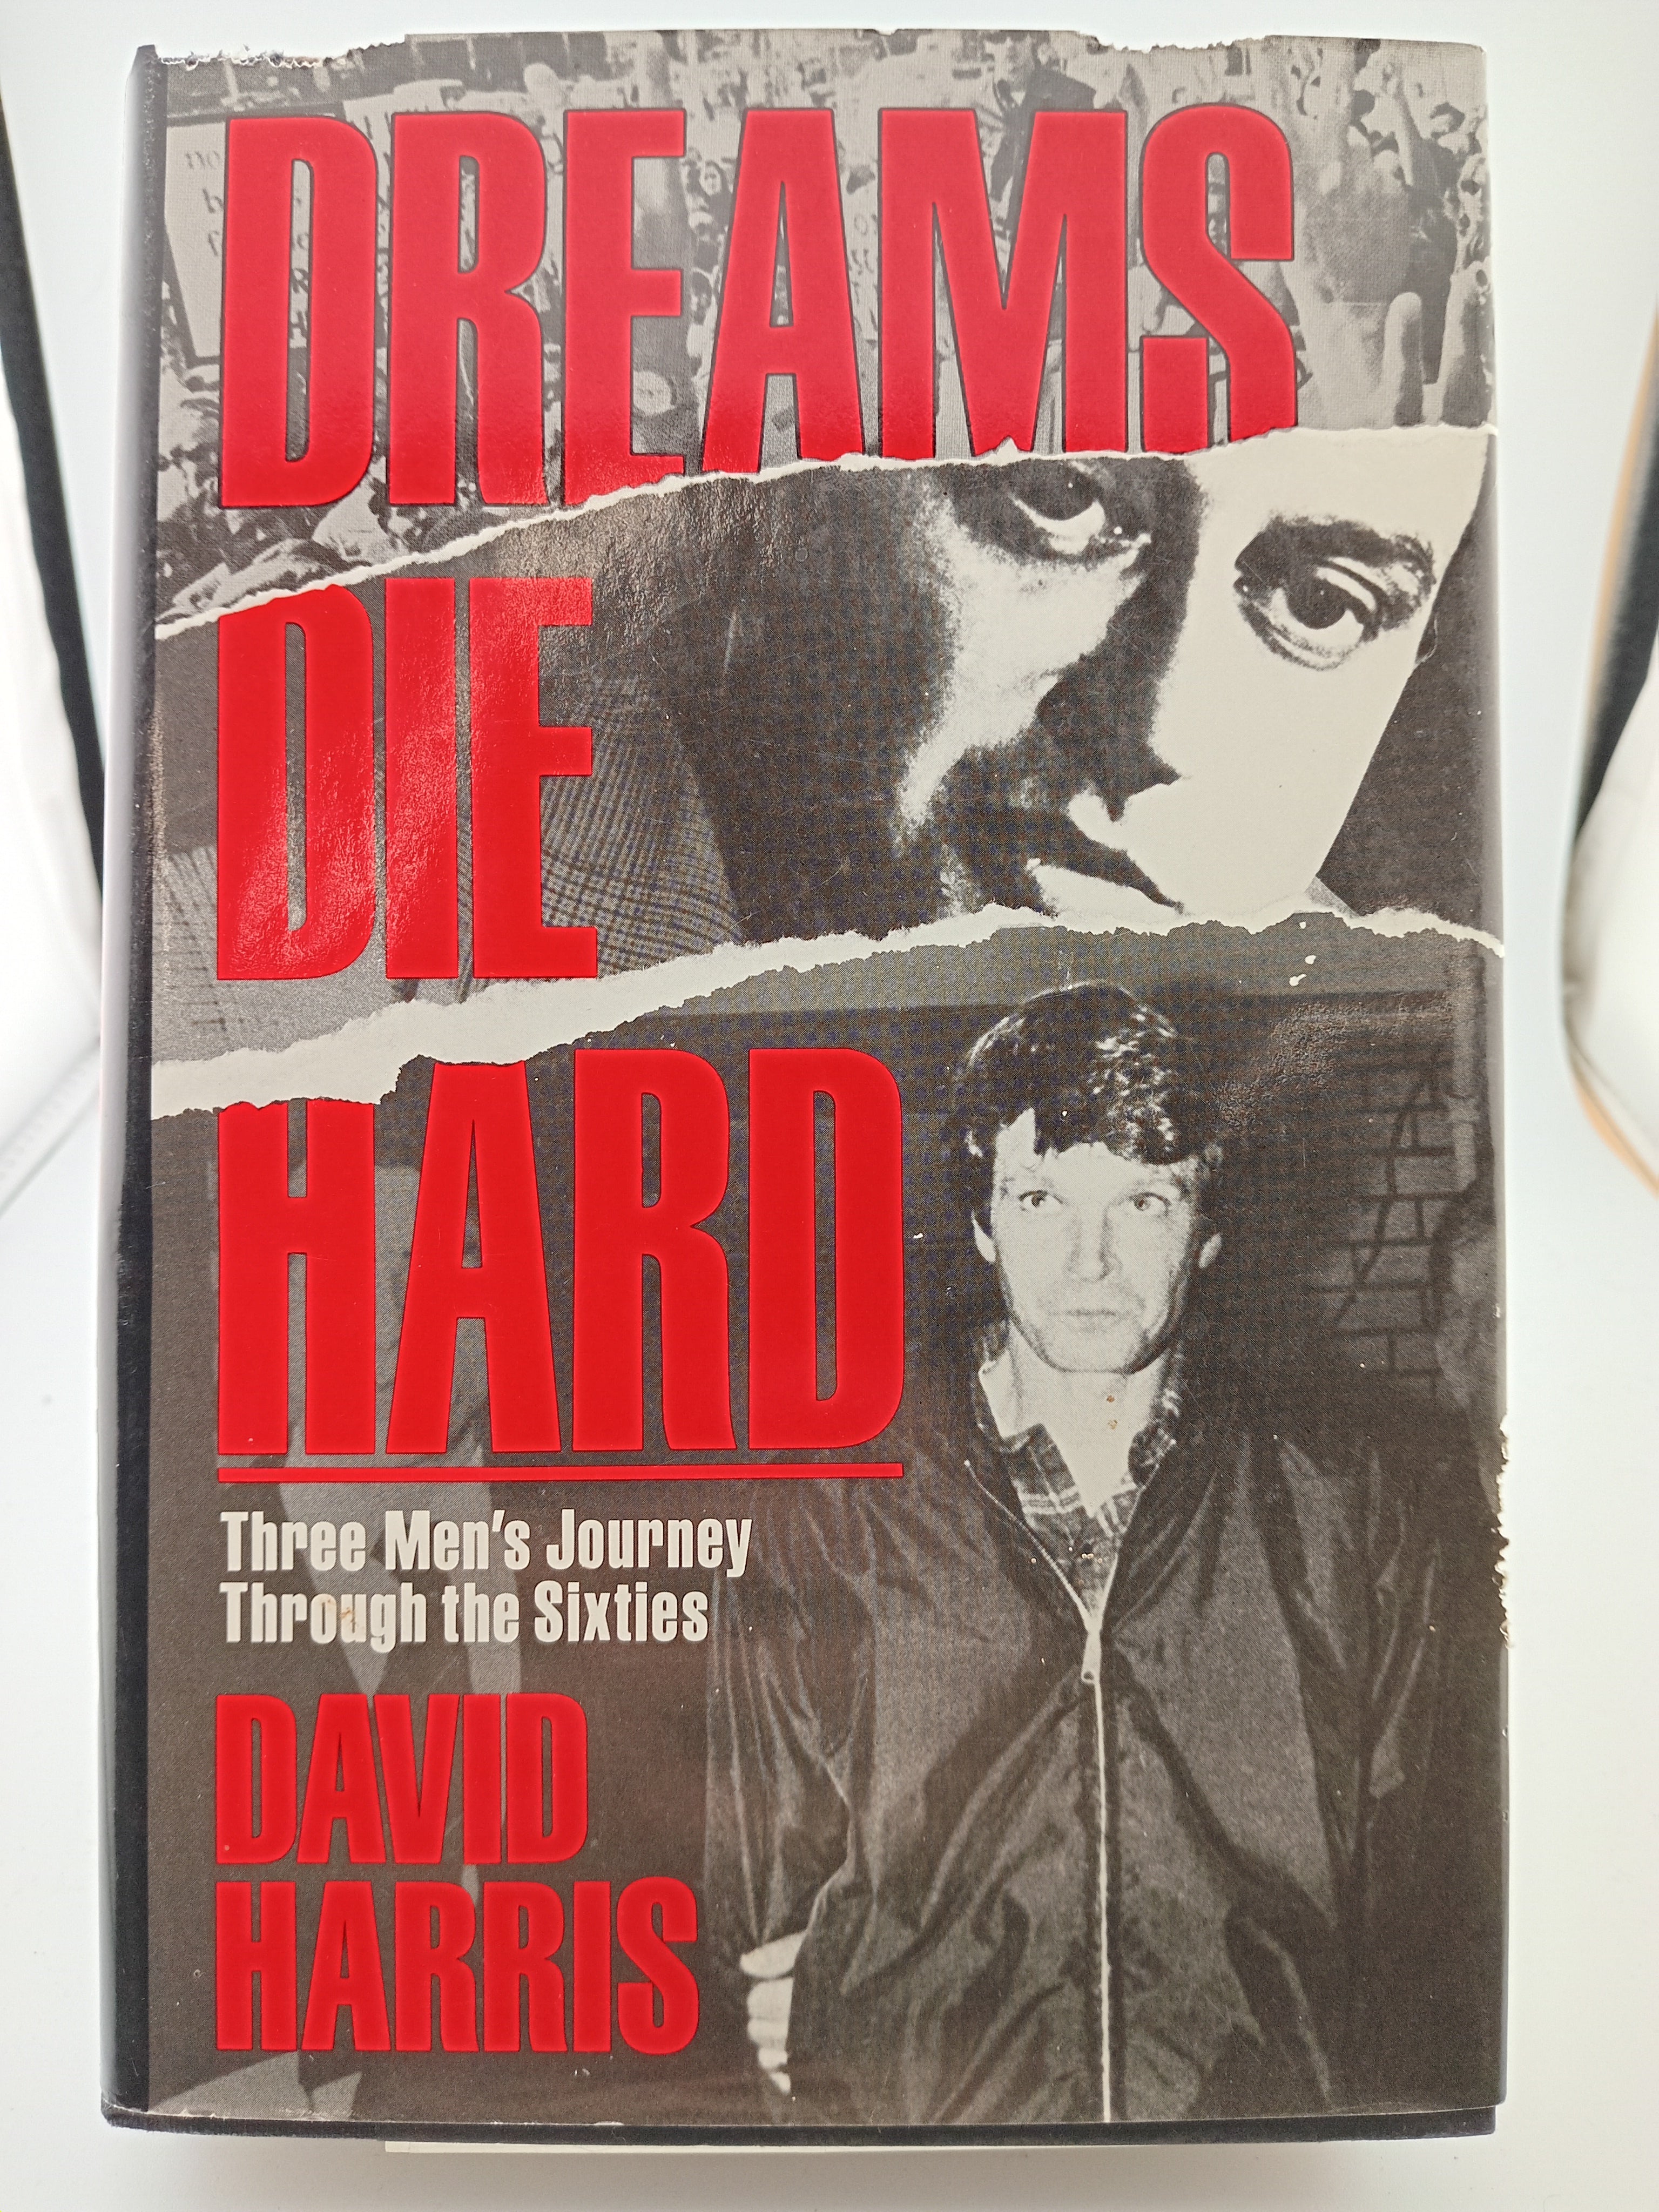 DREAMS
DIE
HARD
Three Men's Journey
Through the Sixties
DAVID
HARRIS